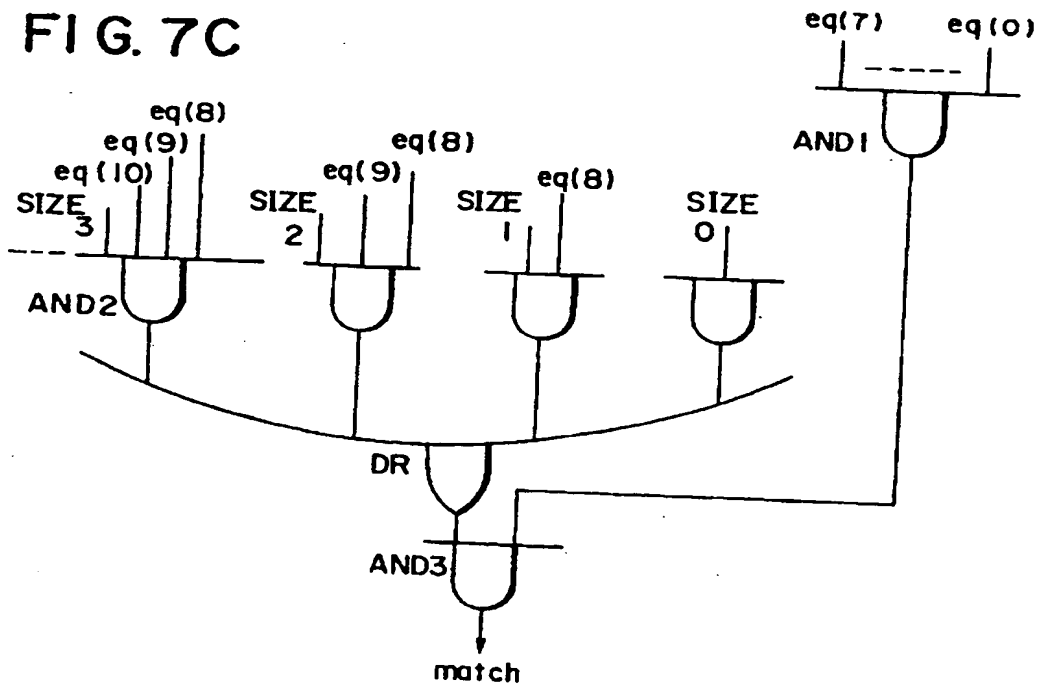 FIG. 7C
eq(7) eq(0)
AND1
eq(8)
eq(9)
eq(10)
SIZE
3
eq(8)
eq(9)
SIZE
2
eq(8)
SIZE
1
SIZE
0
AND2
DR
AND3
match